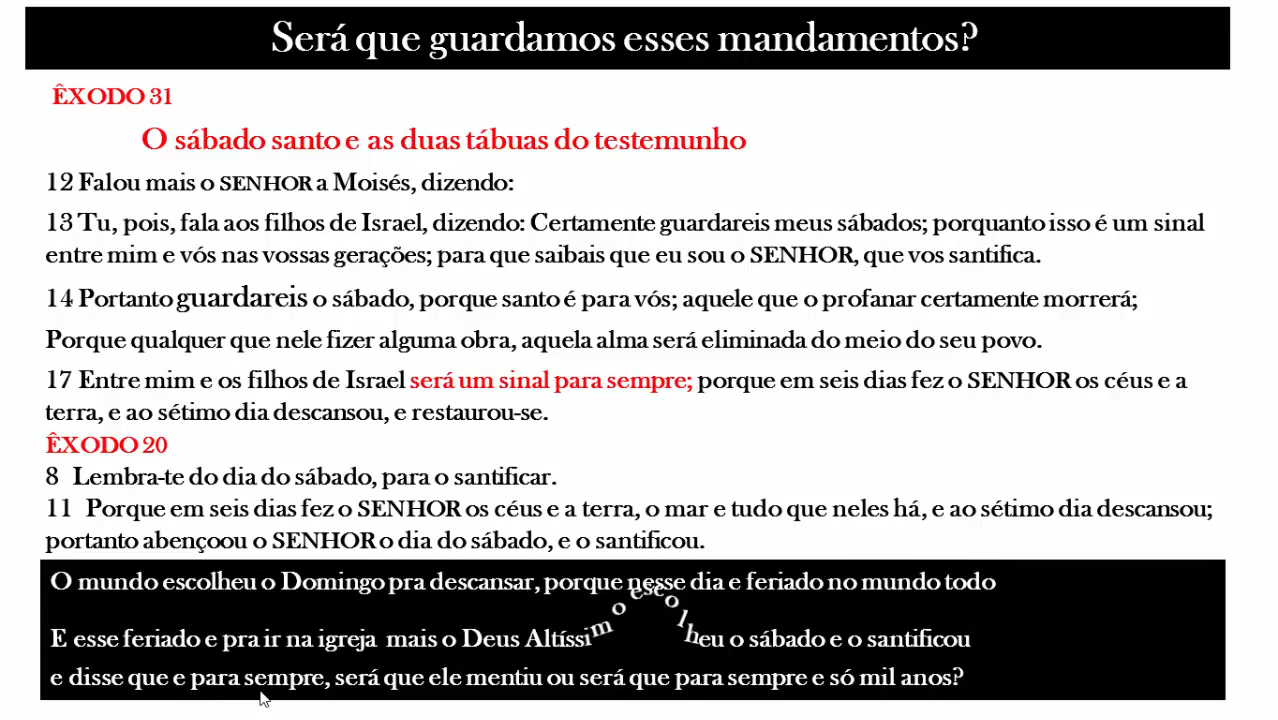 Será que guardamos esses mandamentos?
ÊXODO 31
O sábado santo e as duas tábuas do testemunho
12 Falou mais o SENHOR a Moisés, dizendo:
13 Tu, pois, fala aos filhos de Israel, dizendo: Certamente guardareis meus sábados; porquanto isso é um sinal
entre mim e vós nas vossas gerações; para que saibais que eu sou o SENHOR, que vos santifica.
14 Portanto guardareis o sábado, porque santo é para vós; aquele que o profanar certamente morrerá;
Porque qualquer que nele fizer alguma obra, aquela alma será eliminada do meio do seu povo.
17 Entre mim e os filhos de Israel será um sinal para sempre; porque em seis dias fez o SENHOR os céus e a
terra, e ao sétimo dia descansou, e restaurou-se.
ÊXODO 20
8 Lembra-te do dia do sábado, para o santificar.
11 Porque em seis dias fez o SENHOR os céus e a terra, o mar e tudo que neles há, e ao sétimo dia descansou;
portanto abençoou o SENHOR o dia do sábado, e o santificou.
O mundo escolheu o Domingo pra descansar, porque nesse dia e feriado no mundo todo
E esse feriado e pra ir na igreja mais o Deus Altíssimo escolheu o sábado e o santificou
e disse que e para sempre, será que ele mentiu ou será que para sempre e só mil anos?